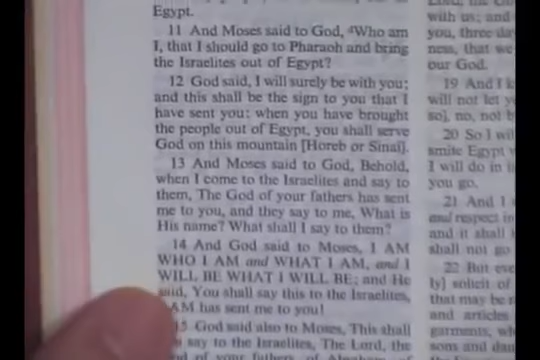 Egypt.
11 And Moses said to God, Who am
I, that I should go to Pharaoh and bring
the Israelites out of Egypt?
12 God said, I will surely be with you;
and this shall be the sign to you that I
have sent you: when you have brought
the people out of Egypt, you shall serve
God on this mountain [Horeb or Sinai].
13 And Moses said to God, Behold,
when I come to the Israelites and say to
them, The God of your fathers has sent
me to you, and they say to me, What is
His name? What shall I say to them?
14 And God said to Moses, I AM
WHO I AM and WHAT I AM, and I
WILL BE WHAT I WILL BE; and He
said, You shall say this to the Israelites,
AM has sent me to you!
15 God said also to Moses, This shall
say to the Israelites, The Lord, the
of your fathers, of Abraham, of
with us; and
you, three day
ness, that we
our God.
19 And I
will not let
no, not
20 So I
smite Egypt
I will do in
you go.
21 And I
and respect in
and it shall
shall not go
22 But
ly] solicit of
that may be
and articles
garments,
sons and